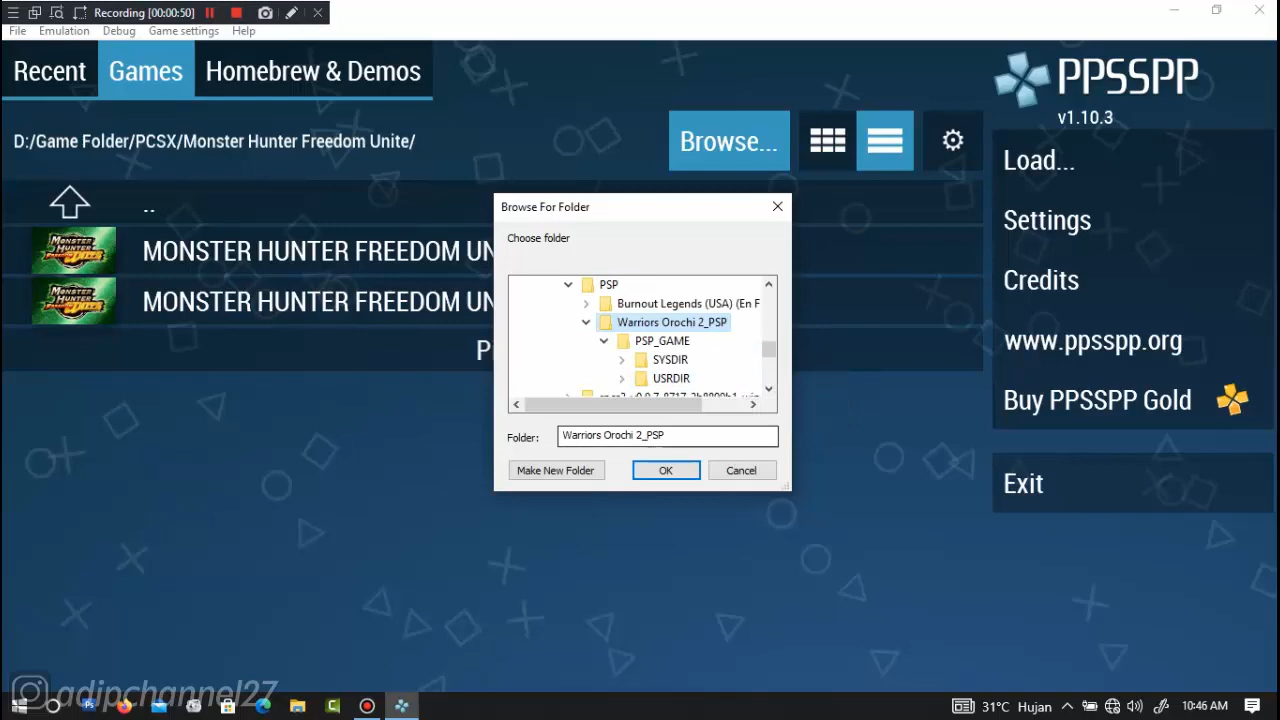 Recording [00:00:50]
File Emulation Debug Game settings Help
Recent Games Homebrew & Demos
PPSSPP
v1.10.3
D:/Game Folder/PCSX/Monster Hunter Freedom Unite/
Browse...
Load...
..
Browse For Folder
Choose folder
Settings
MONSTER HUNTER FREEDOM UN
MONSTER HUNTER FREEDOM UN
PSP
Burnout Legends (USA) (En F
Warriors Orochi 2_PSP
PSP_GAME
SYSDIR
USRDIR
Credits
www.ppsspp.org
Buy PPSSPP Gold
Folder: Warriors Orochi 2_PSP
Make New Folder OK Cancel
Exit
adipchannel27
31°C Hujan 10:46 AM